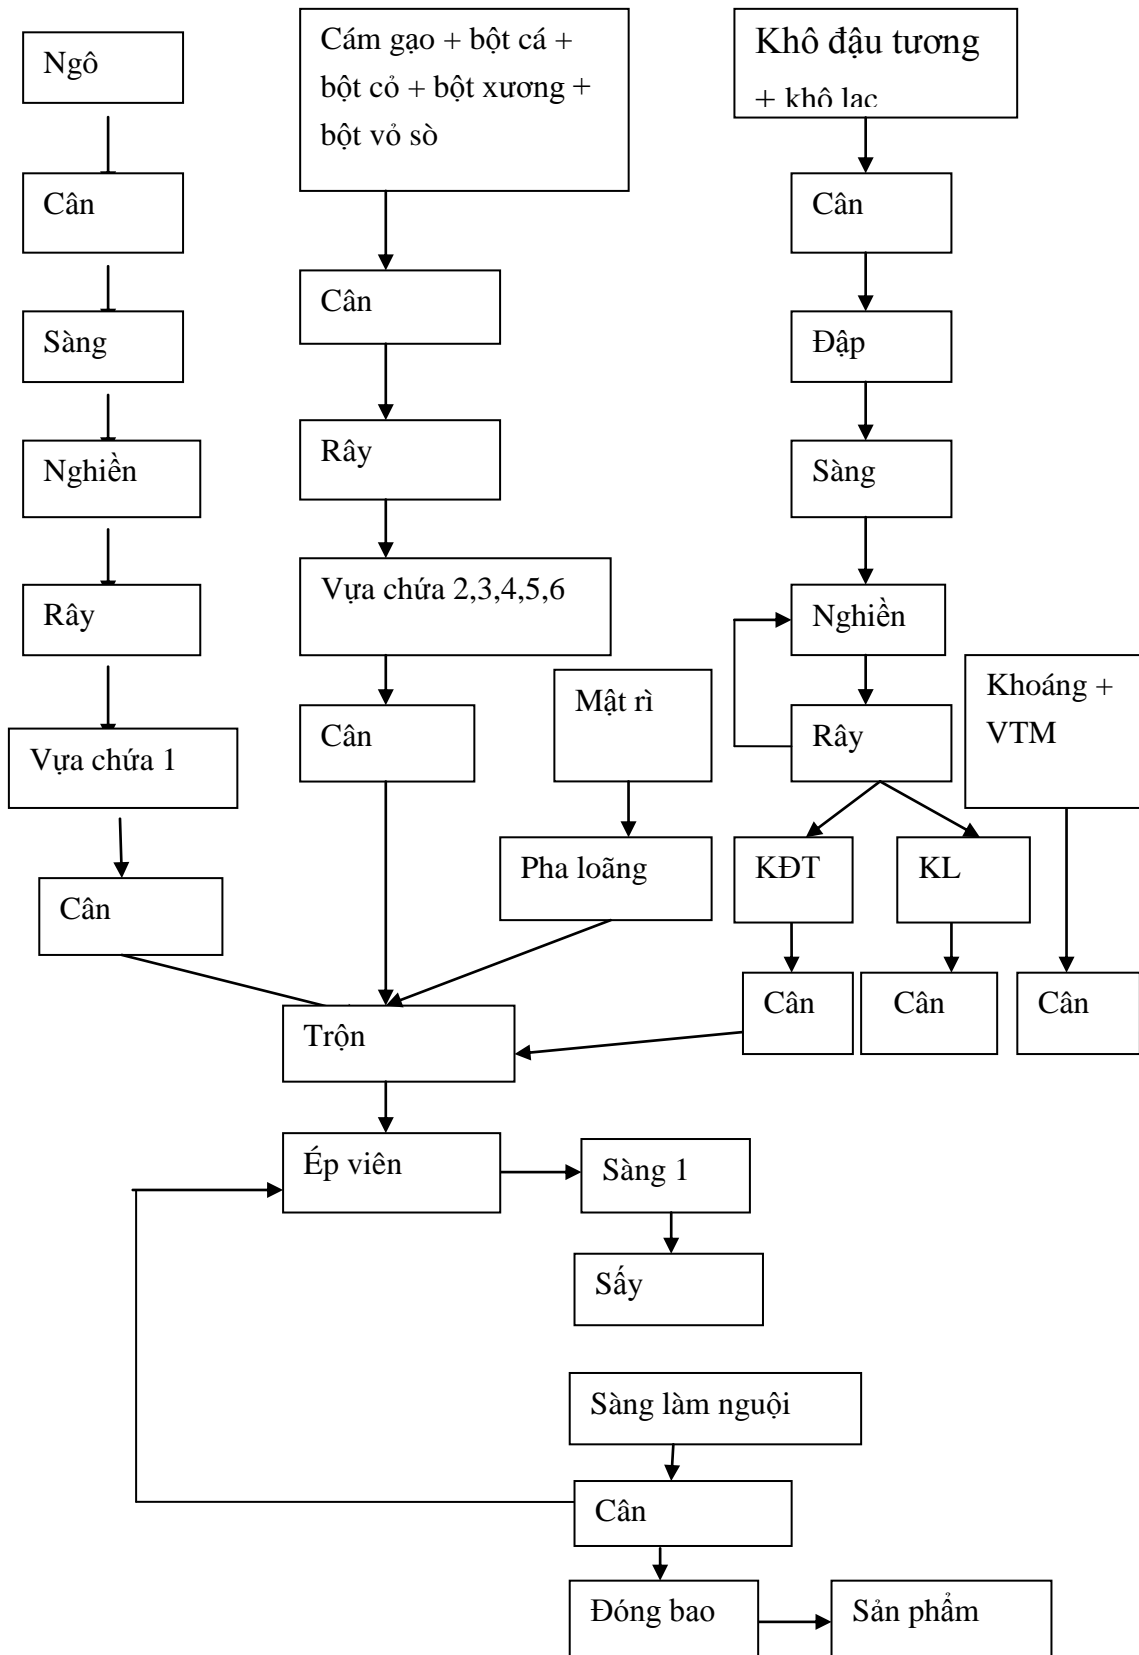 Ngô
Cám gạo + bột cá +
bột cỏ + bột xương +
bột vỏ sò
Khô đậu tương
+ khô lac
Cân
Cân
Cân
Sàng
Đập
Rây
Nghiền
Sàng
Vựa chứa 2,3,4,5,6
Rây
Nghiền
Mật rì
Khoáng +
VTM
Cân
Rây
Vựa chứa 1
Pha loãng
KĐT
KL
Cân
Cân
Cân
Cân
Trộn
Ép viên
Sàng 1
Sấy
Sàng làm nguội
Cân
Đóng bao
Sản phẩm